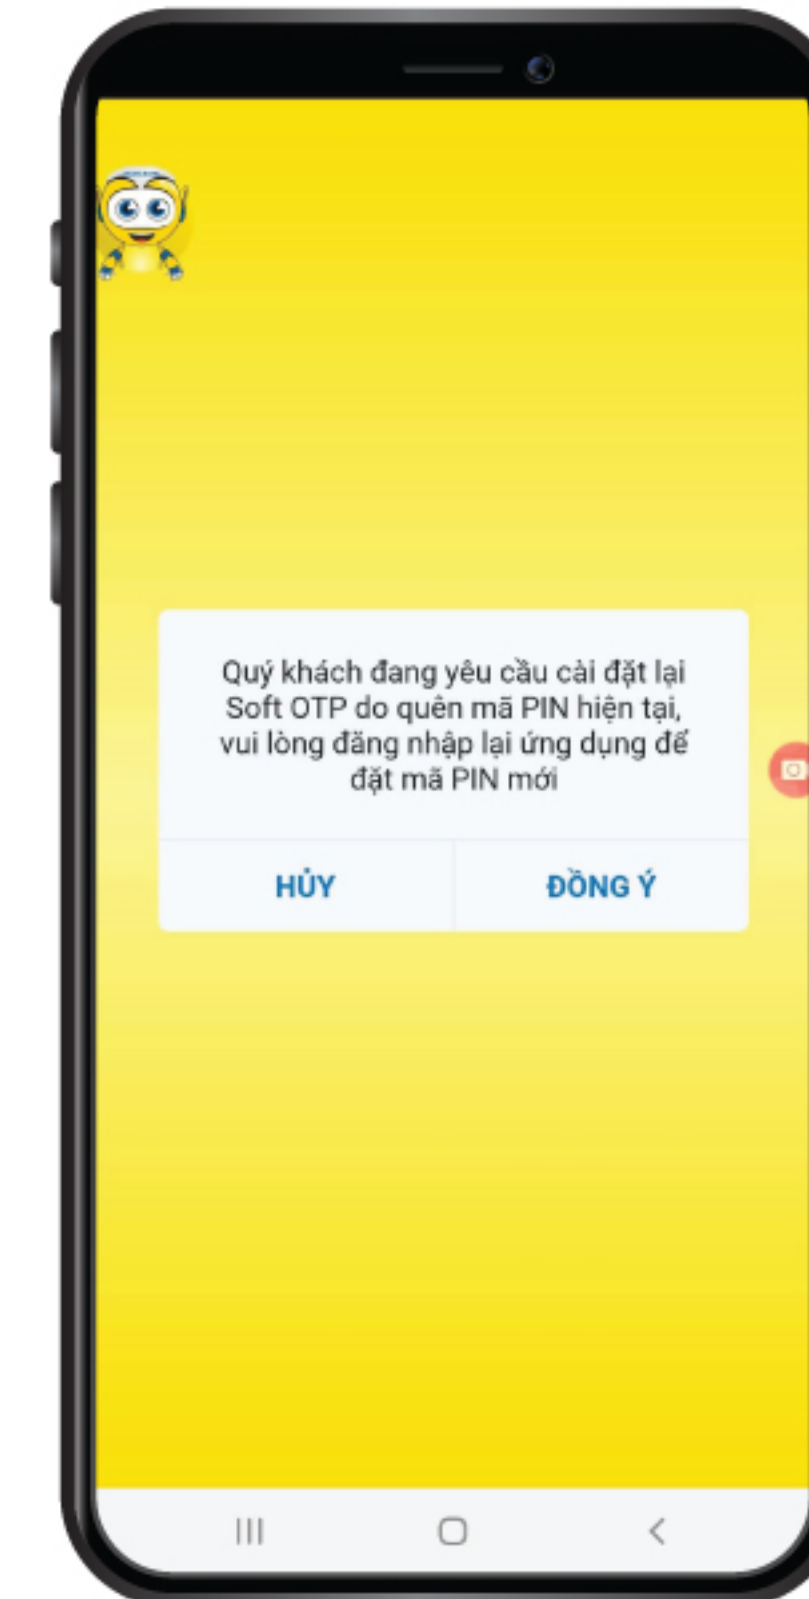 Quý khách đang yêu cầu cài đặt lại
Soft OTP do quên mã PIN hiện tại,
vui lòng đăng nhập lại ứng dụng để
đặt mã PIN mới
HỦY
ĐỒNG Ý